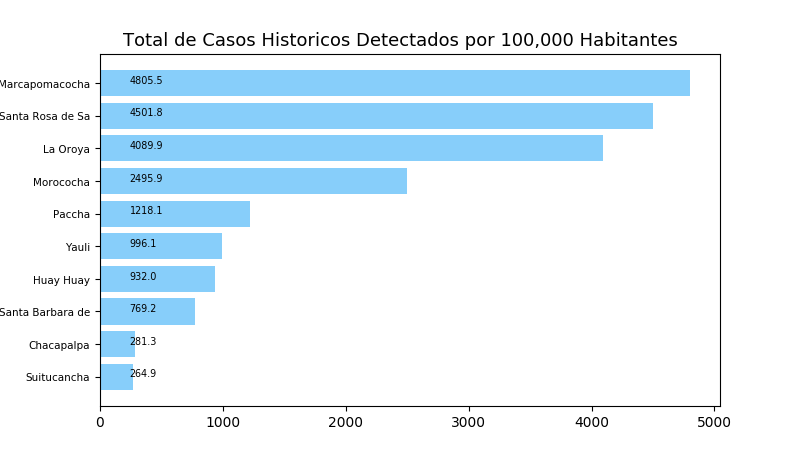 Total de Casos Historicos Detectados por 100,000 Habitantes
Marcapomacocha 4805.5
Santa Rosa de Sa 4501.8
La Oroya 4089.9
Morococha 2495.9
Paccha 1218.1
Yauli 996.1
Huay Huay 932.0
Santa Barbara de 769.2
Chacapalpa 281.3
Suitucancha 264.9
0 1000 2000 3000 4000 5000